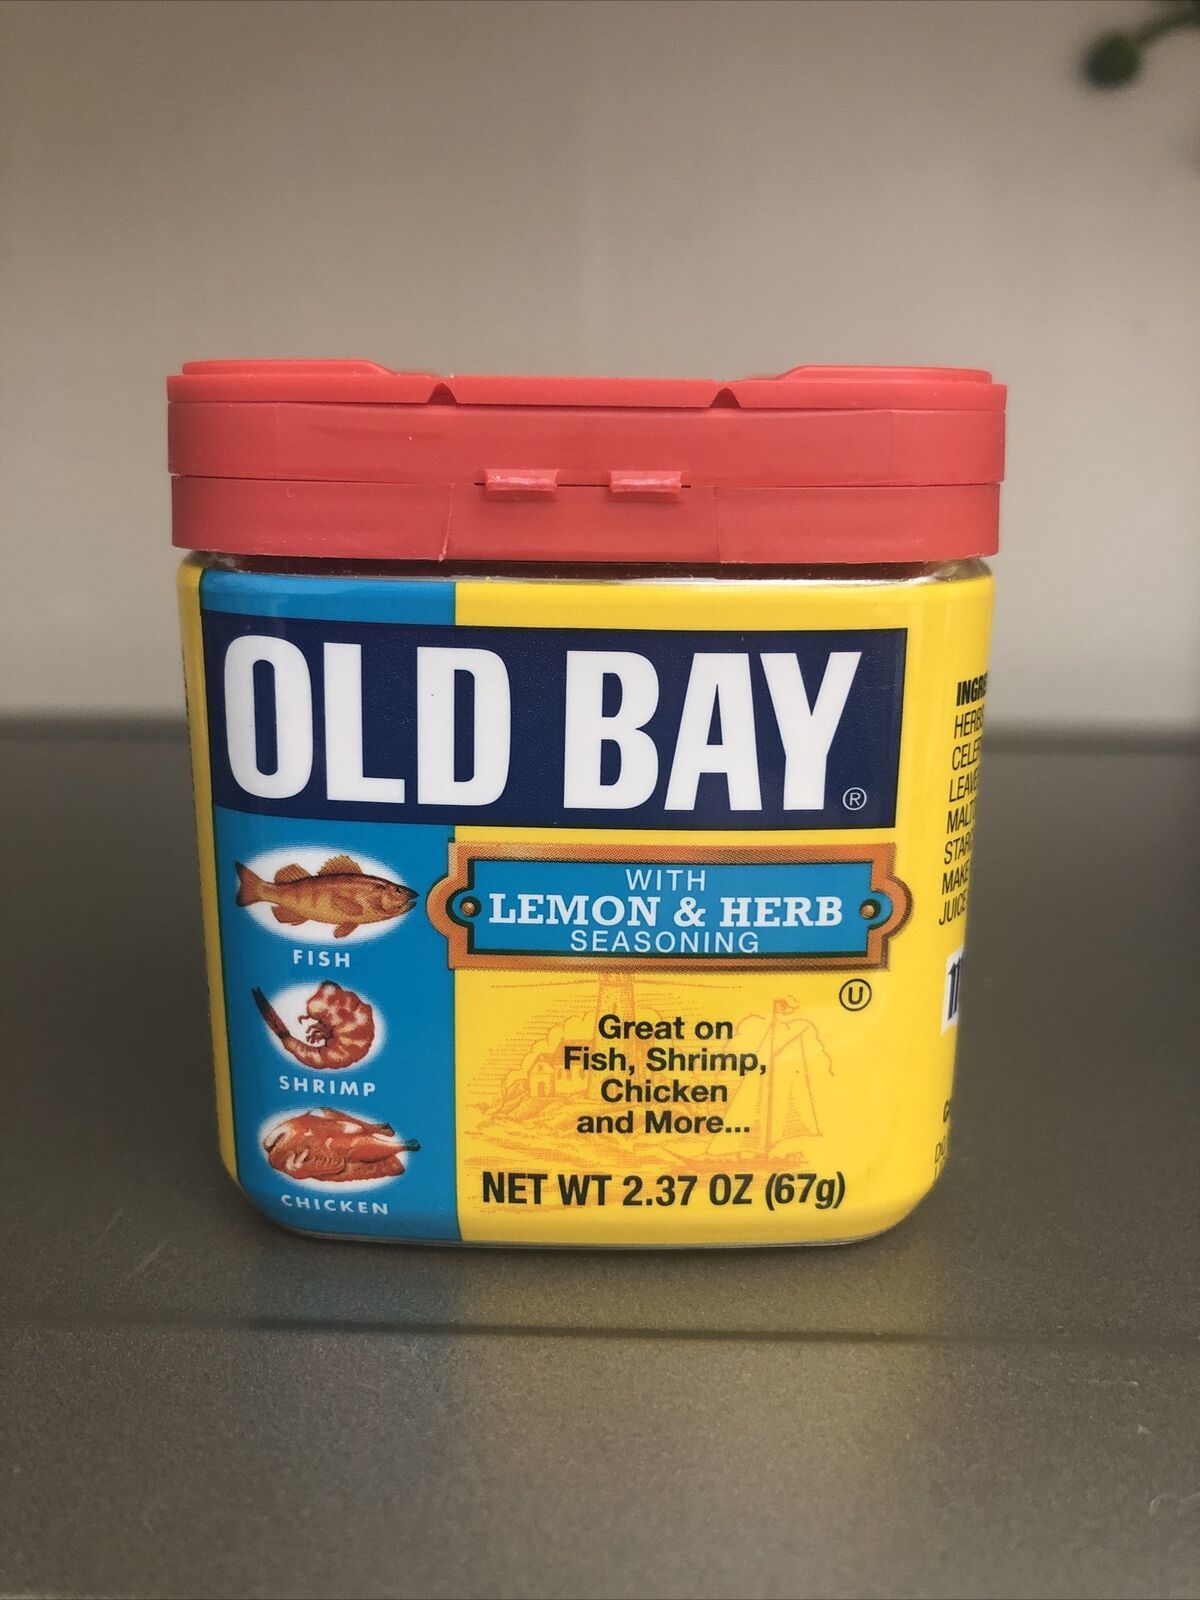 OLD BAY®
WITH
LEMON & HERB
SEASONING
FISH
SHRIMP
CHICKEN
U
Great on
Fish, Shrimp,
Chicken
and More...
NET WT 2.37 OZ (67g)